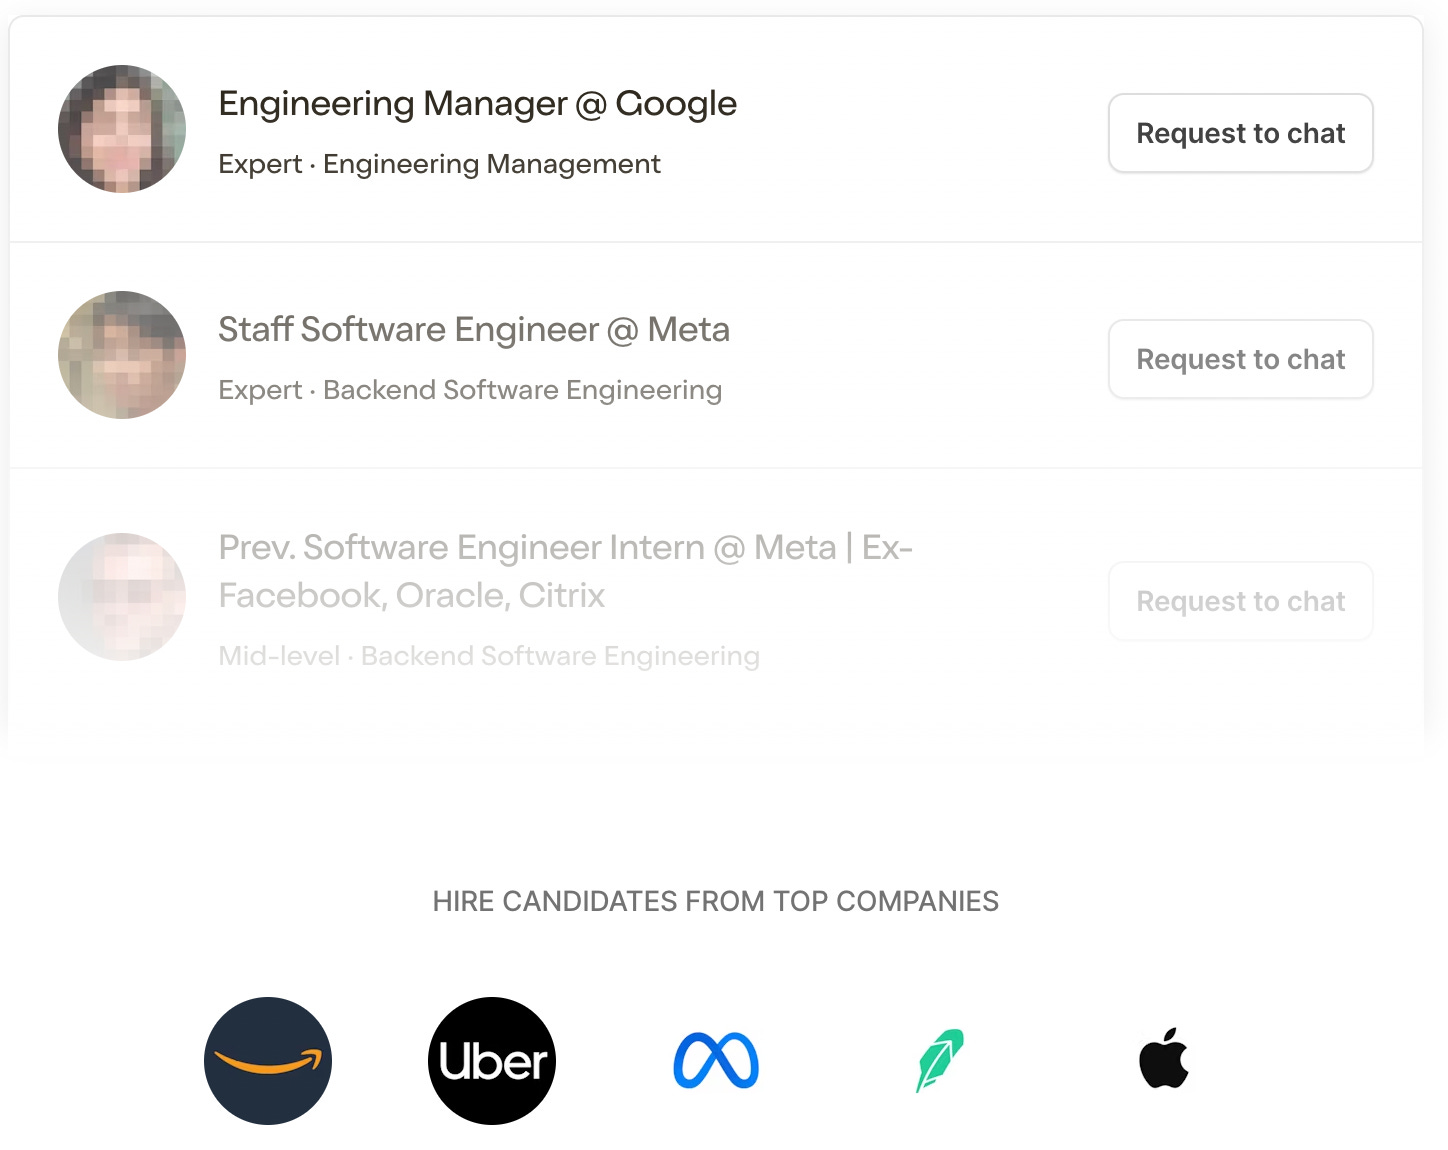 Engineering Manager @ Google
Request to chat
Expert · Engineering Management
Staff Software Engineer @ Meta
Request to chat
Expert · Backend Software Engineering
Prev. Software Engineer Intern @ Meta | Ex-
Facebook, Oracle, Citrix
Request to chat
Mid-level · Backend Software Engineering
HIRE CANDIDATES FROM TOP COMPANIES
Uber